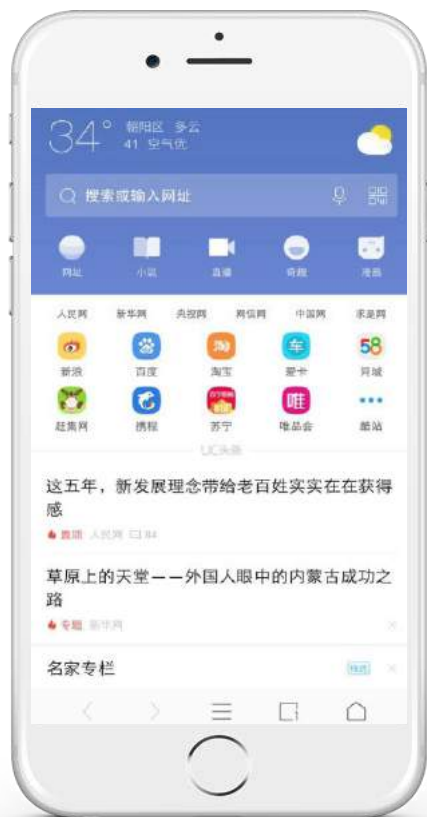 34° 朝阳区 多云
41 空气优
搜索或输入网址
网址 小说 直播 奇趣 漫画
人民网 新华网 央视网 网信网 中国网 求是网
车 58
新浪 百度 淘宝 爱卡 同城
唯
赶集网 携程 苏宁 唯品会 酷站
UC头条
这五年，新发展理念带给老百姓实实在在获得
感
置顶 人民网 84
草原上的天堂——外国人眼中的内蒙古成功之
路
专题 新华网
名家专栏